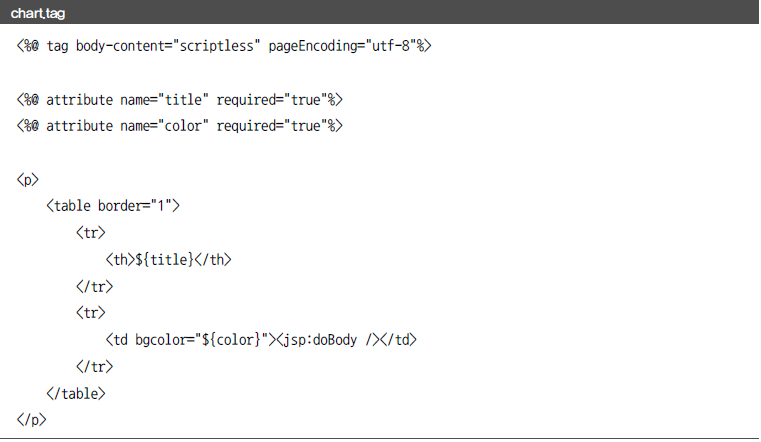 chart.tag
<%@ tag body-content="scriptless" pageEncoding="utf-8"%>
<%@ attribute name="title" required="true"%>
<%@ attribute name="color" required="true"%>
<p>
<table border="1">
<tr>
<th>${title}</th>
</tr>
<tr>
<td bgcolor="${color}"><jsp:doBody /></td>
</tr>
</table>
</p>